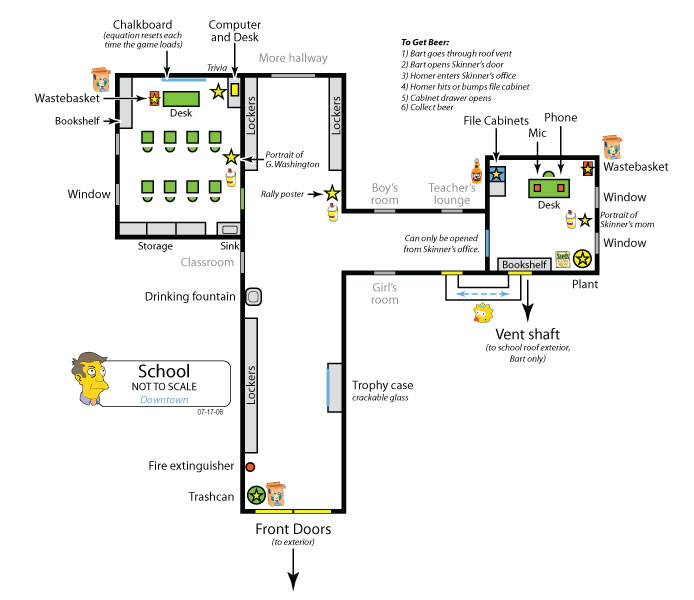 Chalkboard
(equation resets each
time the game loads)
Computer
and Desk
Trivia
More hallway
To Get Beer:
1) Bart goes through roof vent
2) Bart opens Skinner's door
3) Homer enters Skinner's office
4) Homer hits or bumps file cabinet
5) Cabinet drawer opens
6) Collect beer
Wastebasket
Desk
Bookshelf
Lockers
Lockers
File Cabinets
Phone
Mic
Portrait of
G. Washington
Wastebasket
Window
Rally poster
Boy's
room
Teacher's
lounge
Desk
Window
Portrait of
Skinner's mom
Can only be opened
from Skinner's office.
Window
Storage
Sink
Classroom
Bookshelf
Plant
Seeds
Drinking fountain
Girl's
room
Vent shaft
(to school roof exterior,
Bart only)
School
NOT TO SCALE
Downtown
07-17-06
Lockers
Trophy case
crackable glass
Fire extinguisher
Trashcan
Front Doors
(to exterior)